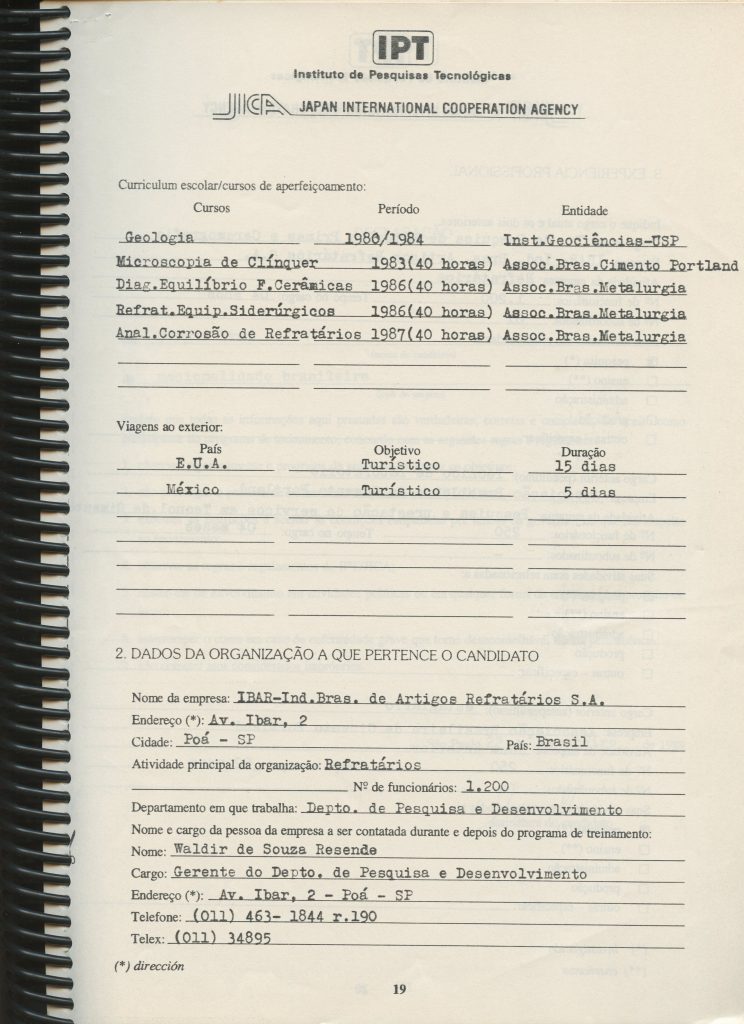 IPT
Instituto de Pesquisas Tecnológicas
JICA JAPAN INTERNATIONAL COOPERATION AGENCY
Curriculum escolar/cursos de aperfeiçoamento:
Cursos Período Entidade
Geologia 1980/1984 Inst.Geociências-USP
Microscopia de Clínquer 1983(40 horas) Assoc.Bras.Cimento Portland
Diag.Equilíbrio F.Cerâmicas 1986(40 horas) Assoc.Bras.Metalurgia
Refrat.Equip.Siderúrgicos 1986(40 horas) Assoc.Bras.Metalurgia
Anal.Corrosão de Refratários 1987(40 horas) Assoc.Bras.Metalurgia
Viagens ao exterior:
País Objetivo Duração
E.U.A. Turístico 15 dias
México Turístico 5 dias
2. DADOS DA ORGANIZAÇÃO A QUE PERTENCE O CANDIDATO
Nome da empresa: IBAR-Ind.Bras. de Artigos Refratários S.A.
Endereço (*): Av. Ibar, 2
Cidade: Poá - SP País: Brasil
Atividade principal da organização: Refratários
Nº de funcionários: 1.200
Departamento em que trabalha: Depto. de Pesquisa e Desenvolvimento
Nome e cargo da pessoa da empresa a ser contatada durante e depois do programa de treinamento:
Nome: Waldir de Souza Resende
Cargo: Gerente do Depto. de Pesquisa e Desenvolvimento
Endereço (*): Av. Ibar, 2 - Poá - SP
Telefone: (011) 463- 1844 r.190
Telex: (011) 34895
(*) dirección
19